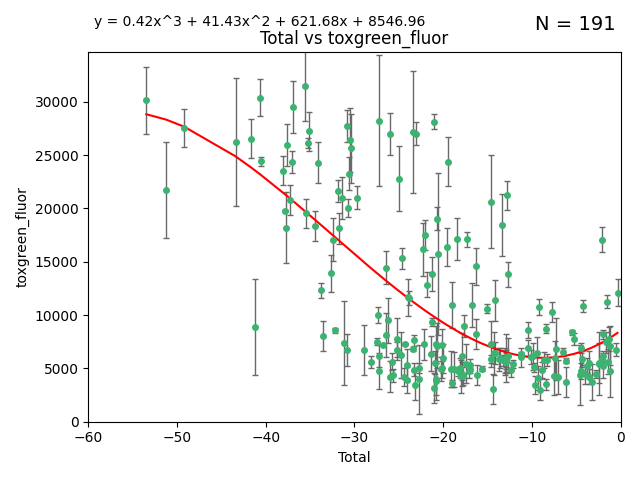 y = 0.42x^3 + 41.43x^2 + 621.68x + 8546.96
N = 191
Total vs toxgreen_fluor
toxgreen_fluor
30000
25000
20000
15000
10000
5000
0
−60
−50
−40
−30
−20
−10
0
Total